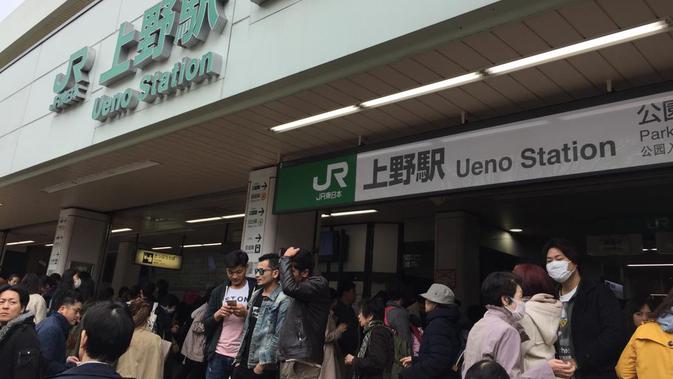 JR 上野駅
Ueno Station
JR 上野駅 Ueno Station
JR東日本
公園
Park
公园